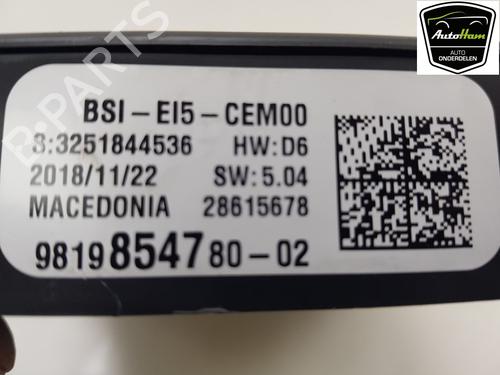 AutoHam
AUTO
ONDERDELEN
B-PARTS
BSI-EI5-CEM00
S:3251844536 HW:D6
2018/11/22 SW:5.04
MACEDONIA 28615678
9819854780-02